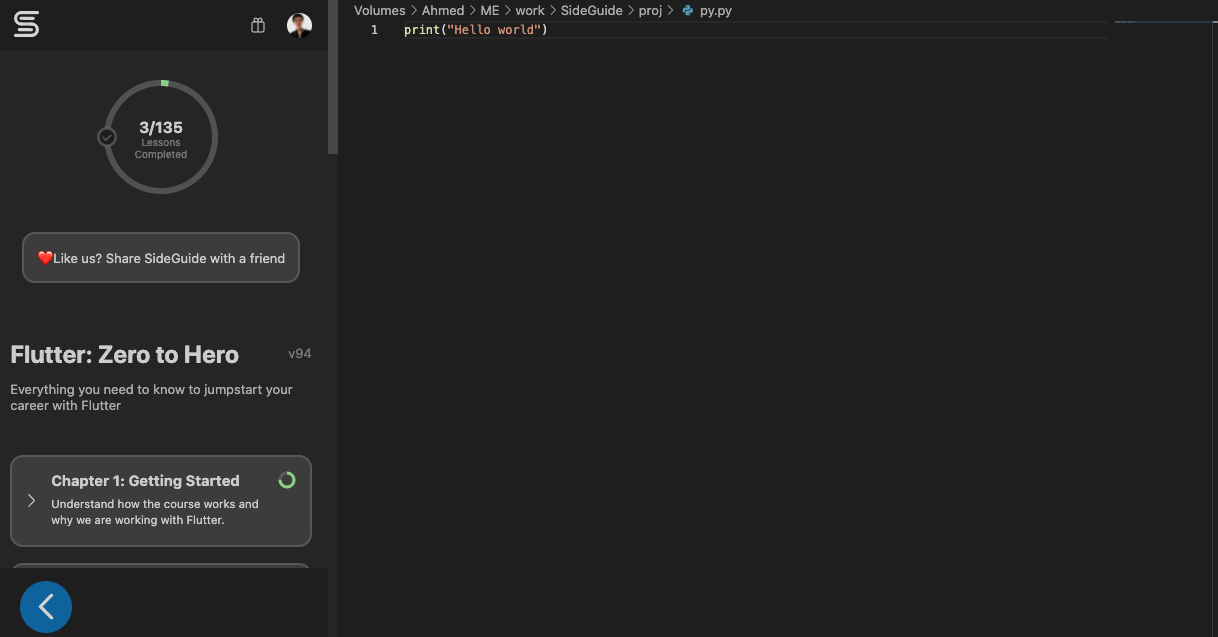 Volumes > Ahmed > ME > work > SideGuide > proj > py.py
1 print("Hello world")
3/135
Lessons
Completed
❤️Like us? Share SideGuide with a friend
Flutter: Zero to Hero v94
Everything you need to know to jumpstart your
career with Flutter
Chapter 1: Getting Started
Understand how the course works and
why we are working with Flutter.